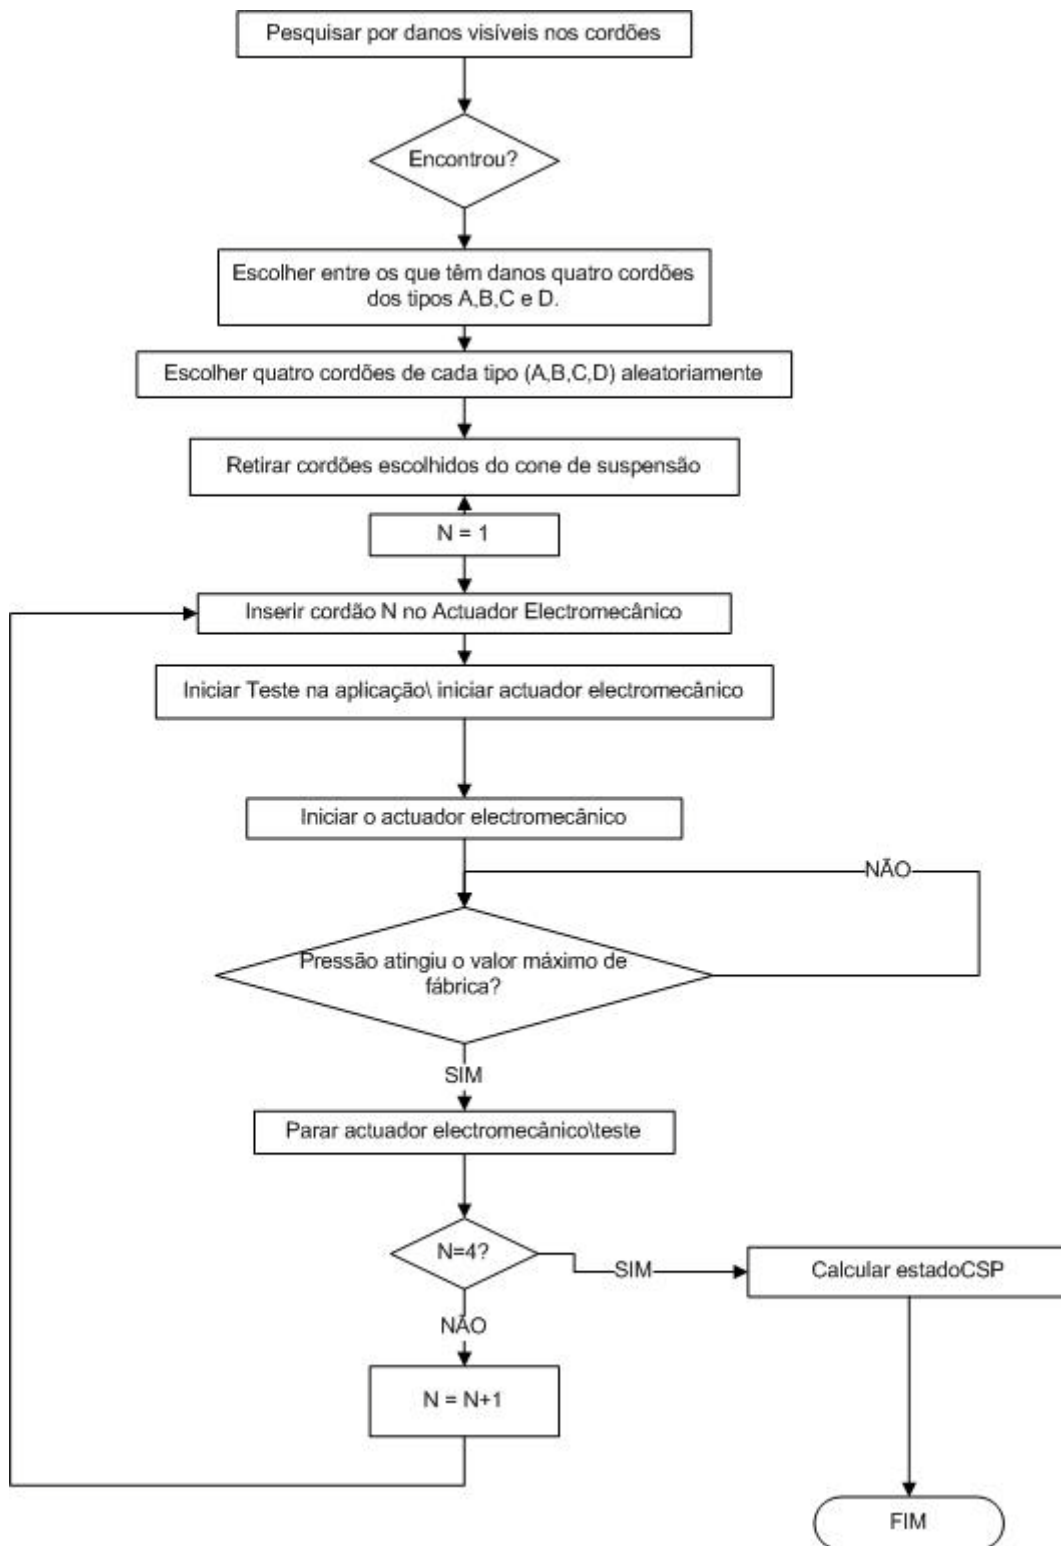 Pesquisar por danos visíveis nos cordões
Encontrou?
Escolher entre os que têm danos quatro cordões
dos tipos A,B,C e D.
Escolher quatro cordões de cada tipo (A,B,C,D) aleatoriamente
Retirar cordões escolhidos do cone de suspensão
N = 1
Inserir cordão N no Actuador Electromecânico
Iniciar Teste na aplicação\ iniciar actuador electromecânico
Iniciar o actuador electromecânico
NÃO
Pressão atingiu o valor máximo de
fábrica?
SIM
Parar actuador electromecânico\teste
N=4?
SIM
Calcular estadoCSP
NÃO
N = N+1
FIM